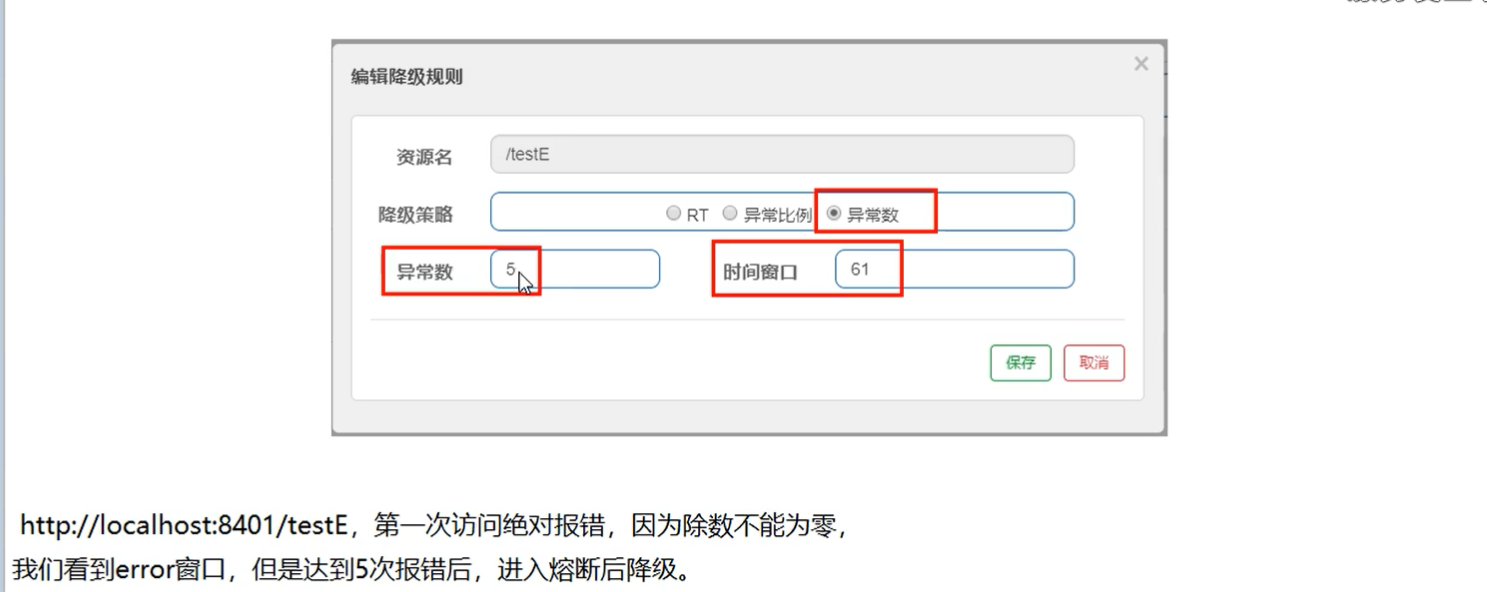 编辑降级规则
×
资源名 /testE
降级策略 RT 异常比例 异常数
异常数 5 时间窗口 61
保存 取消
http://localhost:8401/testE，第一次访问绝对报错，因为除数不能为零，
我们看到error窗口，但是达到5次报错后，进入熔断后降级。